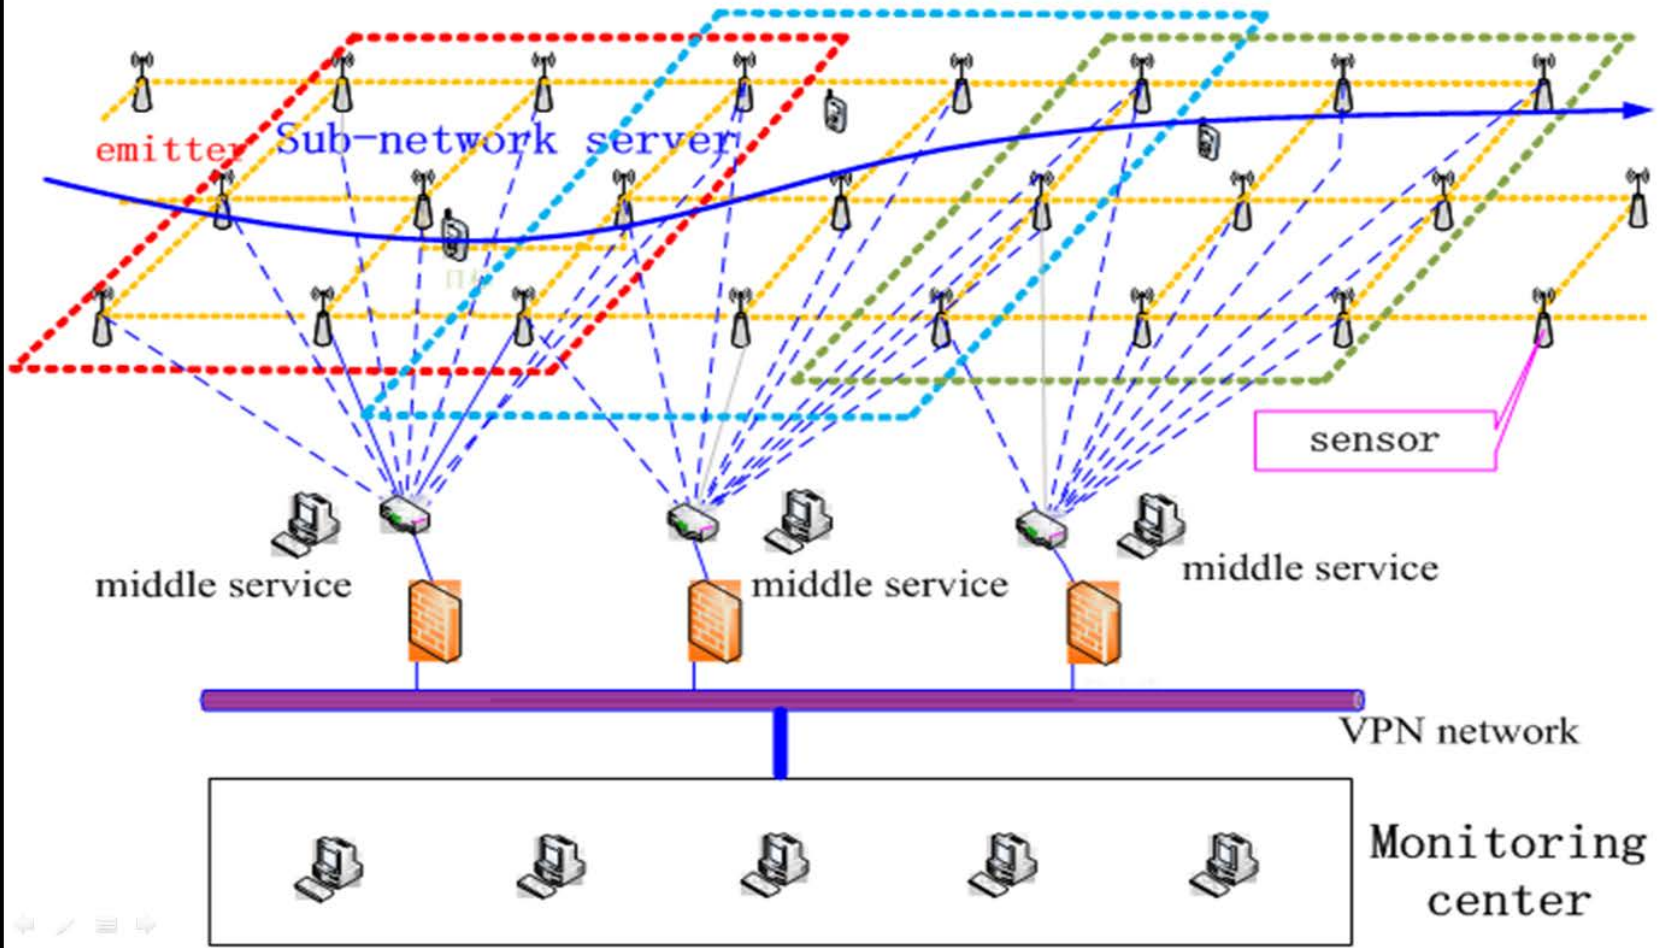 Sub-network server
emitter
sensor
middle service
middle service
middle service
VPN network
Monitoring
center